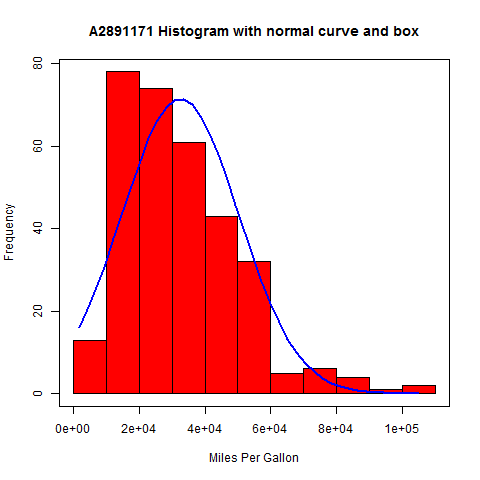 A2891171 Histogram with normal curve and box
80
60
40
20
0
Frequency
0e+00 2e+04 4e+04 6e+04 8e+04 1e+05
Miles Per Gallon